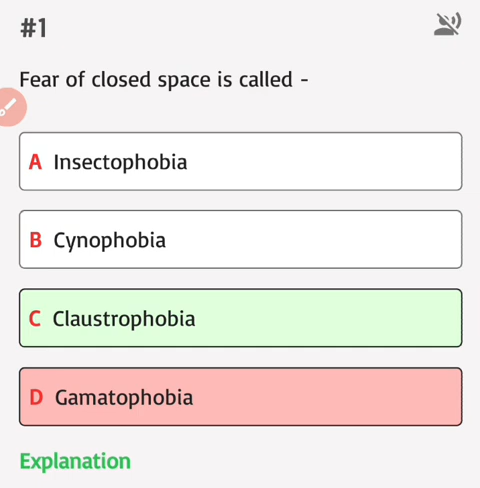 #1
Fear of closed space is called -
A Insectophobia
B Cynophobia
C Claustrophobia
D Gamatophobia
Explanation